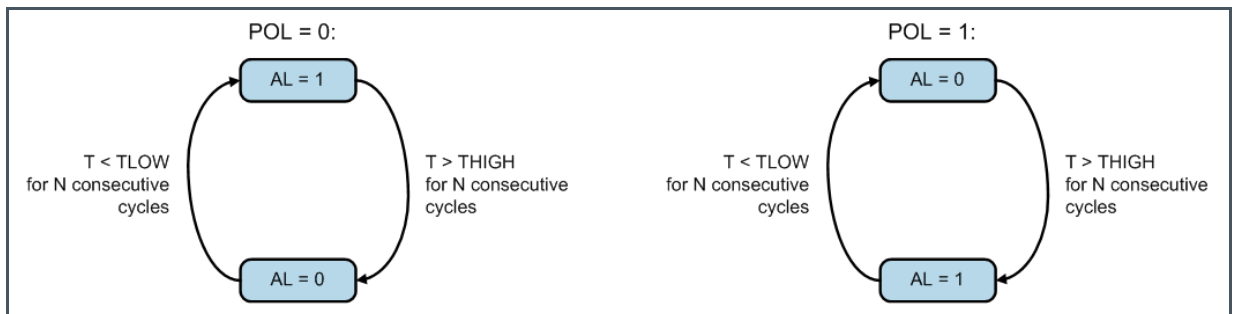 POL = 0:
AL = 1
T < TLOW
for N consecutive
cycles
T > THIGH
for N consecutive
cycles
AL = 0
POL = 1:
AL = 0
T < TLOW
for N consecutive
cycles
T > THIGH
for N consecutive
cycles
AL = 1